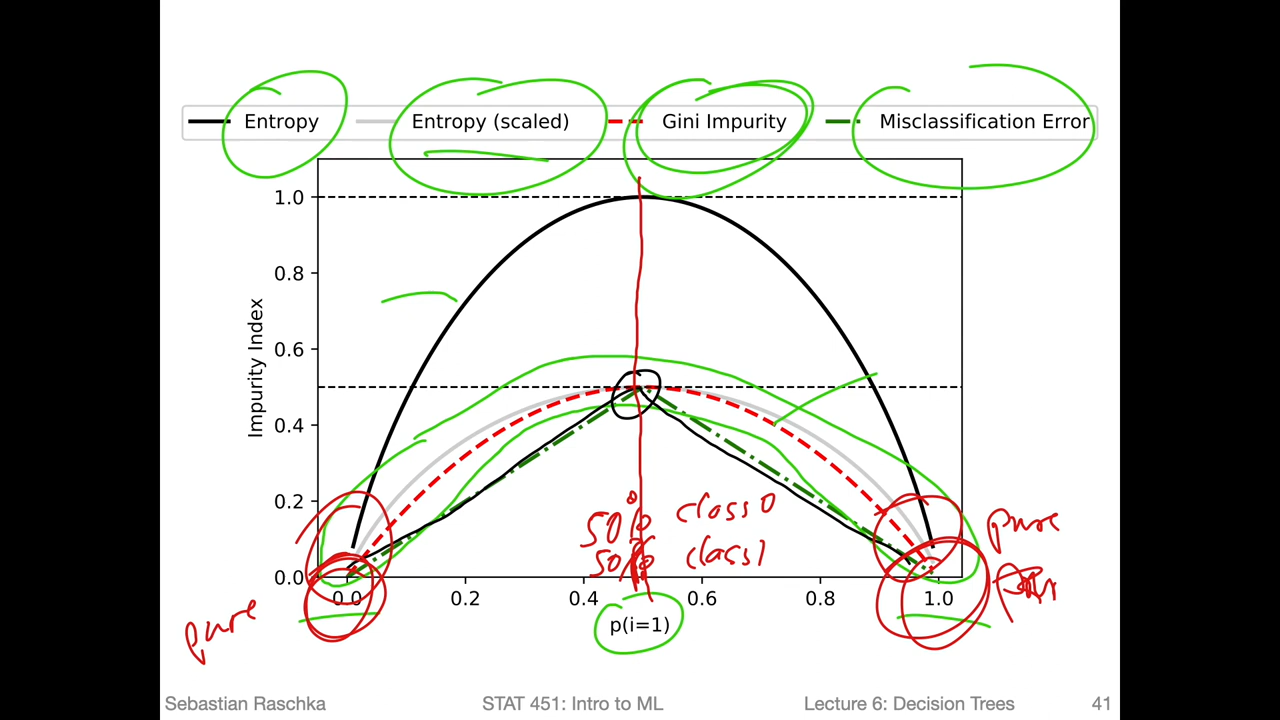 Entropy Entropy (scaled) Gini Impurity Misclassification Error
1.0
0.8
0.6
0.4
0.2
0.0
Impurity Index
50% class 0
50% class 1
pure
0.0 0.2 0.4 0.6 0.8 1.0
p(i=1)
pure
Sebastian Raschka STAT 451: Intro to ML Lecture 6: Decision Trees 41